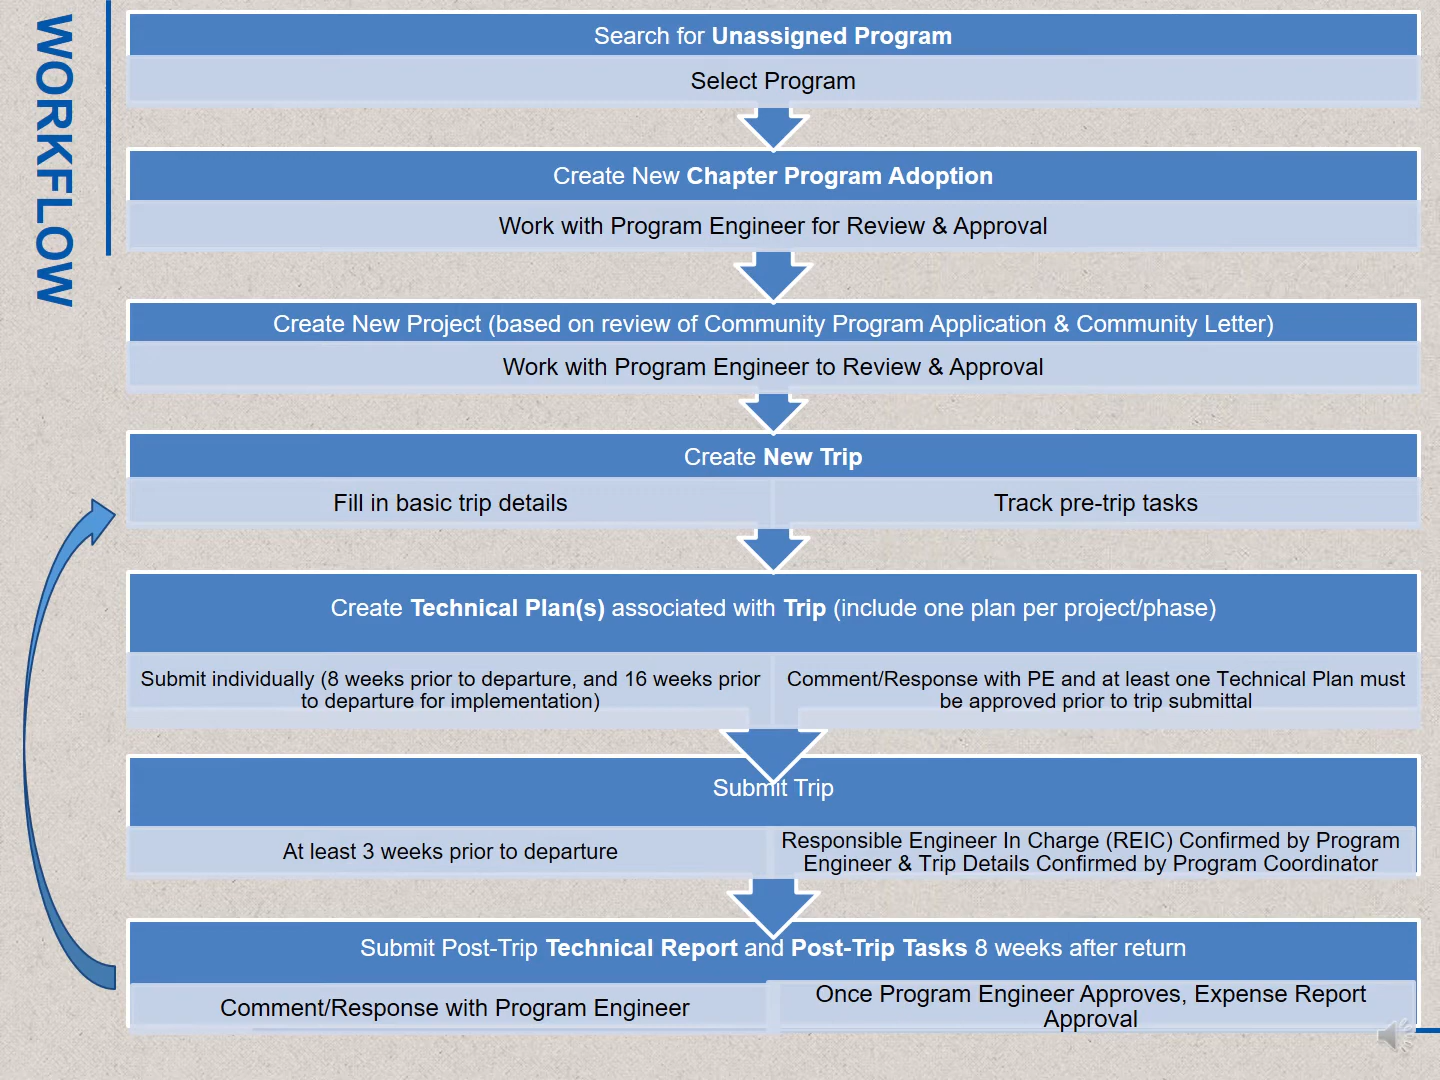 WORKFLOW
Search for Unassigned Program
Select Program
Create New Chapter Program Adoption
Work with Program Engineer for Review & Approval
Create New Project (based on review of Community Program Application & Community Letter)
Work with Program Engineer to Review & Approval
Create New Trip
Fill in basic trip details
Track pre-trip tasks
Create Technical Plan(s) associated with Trip (include one plan per project/phase)
Submit individually (8 weeks prior to departure, and 16 weeks prior
to departure for implementation)
Comment/Response with PE and at least one Technical Plan must
be approved prior to trip submittal
Submit Trip
At least 3 weeks prior to departure
Responsible Engineer In Charge (REIC) Confirmed by Program
Engineer & Trip Details Confirmed by Program Coordinator
Submit Post-Trip Technical Report and Post-Trip Tasks 8 weeks after return
Comment/Response with Program Engineer
Once Program Engineer Approves, Expense Report
Approval